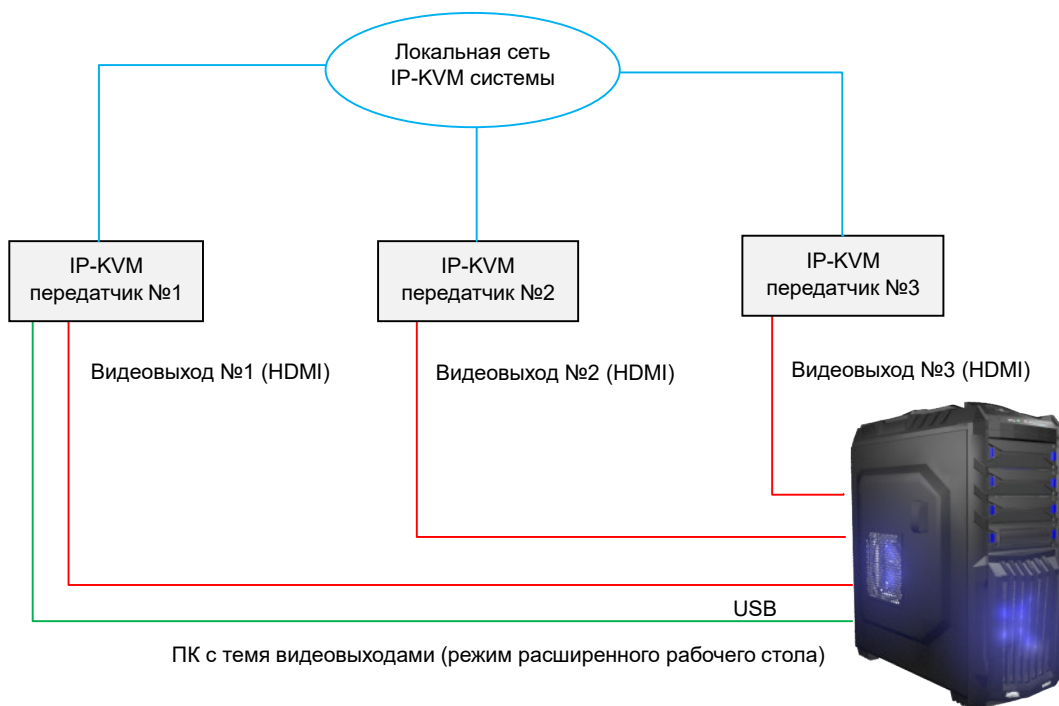 Локальная сеть
IP-KVM системы
IP-KVM
передатчик №1
IP-KVM
передатчик №2
IP-KVM
передатчик №3
Видеовыход №1 (HDMI)
Видеовыход №2 (HDMI)
Видеовыход №3 (HDMI)
USB
ПК с темя видеовыходами (режим расширенного рабочего стола)